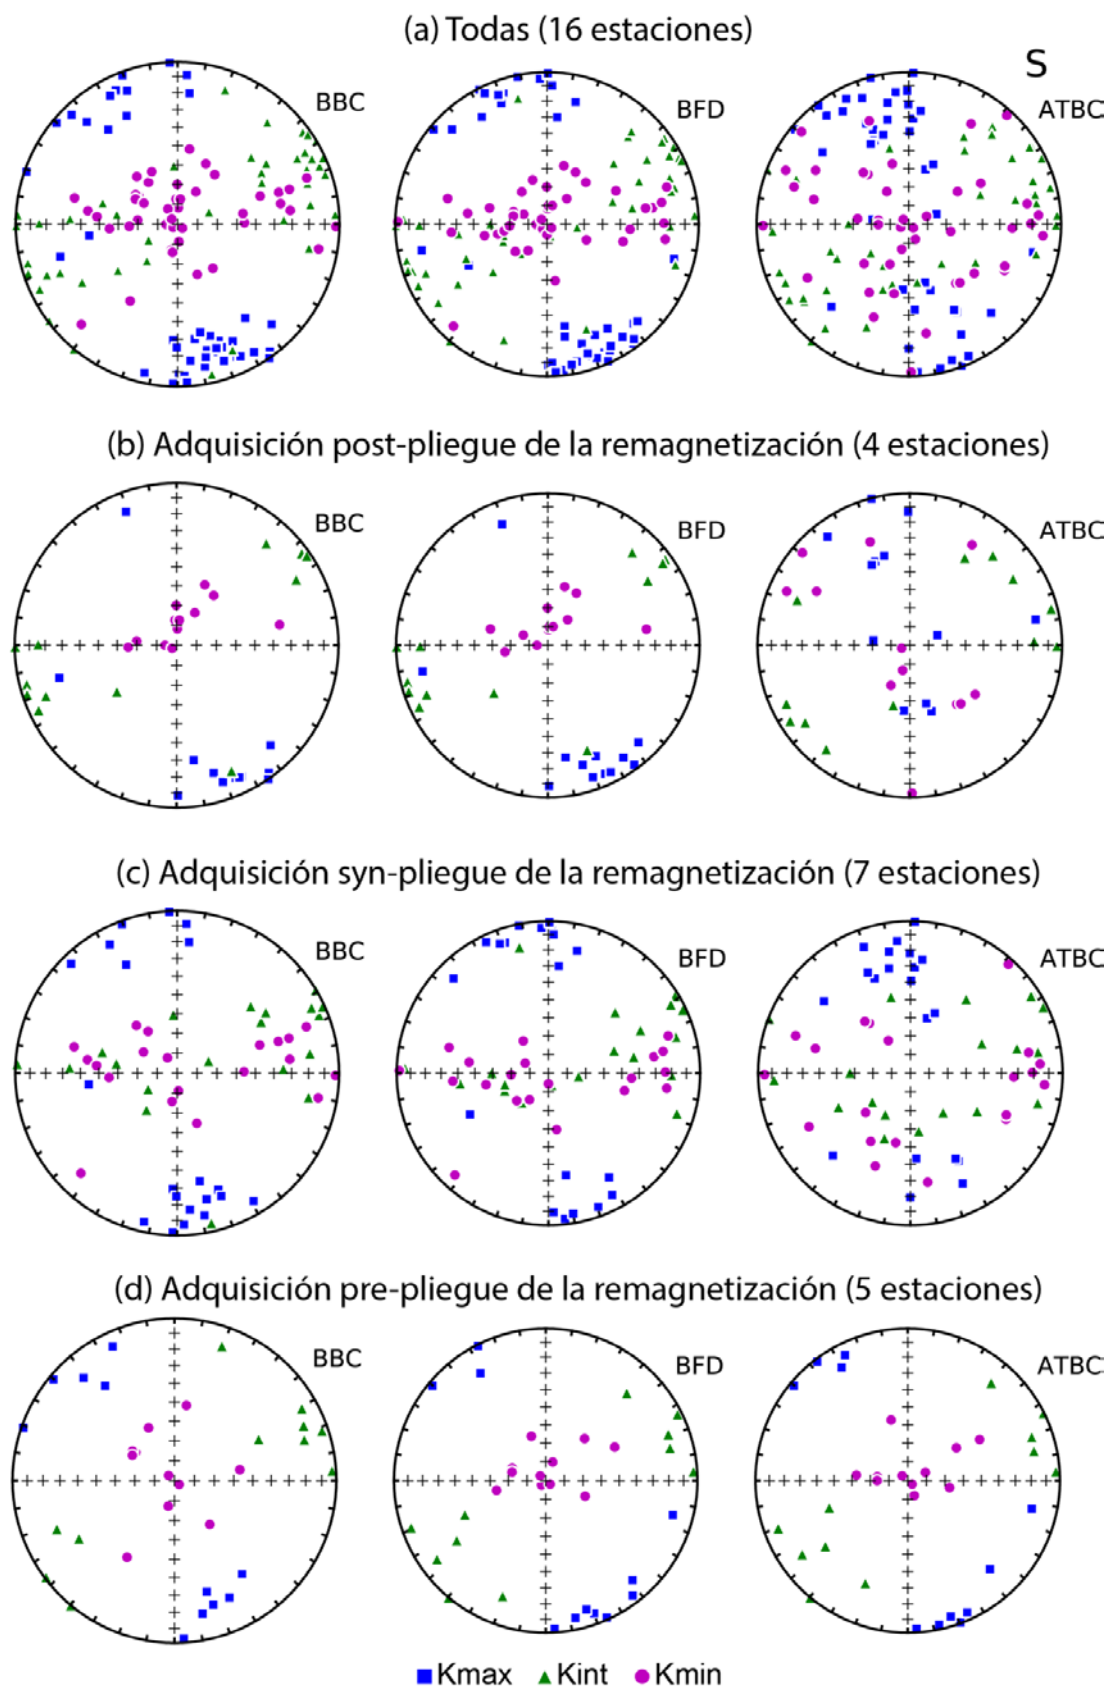 (a) Todas (16 estaciones)
S
BBC
BFD
ATBC
(b) Adquisición post-pliegue de la remagnetización (4 estaciones)
BBC
BFD
ATBC
(c) Adquisición syn-pliegue de la remagnetización (7 estaciones)
BBC
BFD
ATBC
(d) Adquisición pre-pliegue de la remagnetización (5 estaciones)
BBC
BFD
ATBC
Kmax Kint Kmin